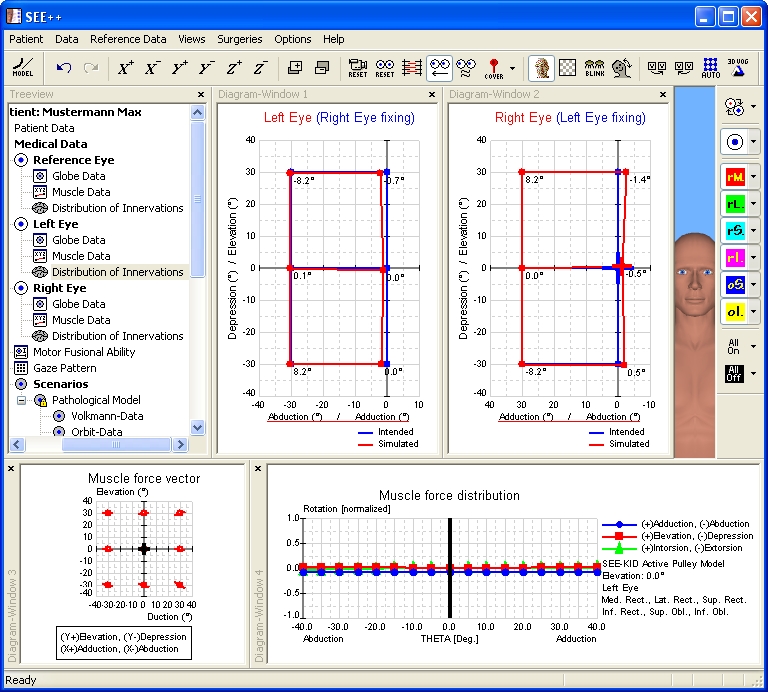 SEE++
Patient Data Reference Data Views Surgeries Options Help
MODEL X+ X- Y+ Y- Z+ Z- RESET RESET COVER BLINK AUTO 3D VOG
Treeview
tient: Mustermann Max
Patient Data
Medical Data
Reference Eye
Globe Data
Muscle Data
Distribution of Innervations
Left Eye
Globe Data
Muscle Data
Distribution of Innervations
Right Eye
Globe Data
Muscle Data
Distribution of Innervations
Motor Fusional Ability
Gaze Pattern
Scenarios
Pathological Model
Volkmann-Data
Orbit-Data
Diagram-Window 1
Left Eye (Right Eye fixing)
Depression (°) / Elevation (°)
40
30
20
10
0
-10
-20
-30
-40
-8.2° -0.7°
0.1° 0.0°
8.2° 0.0°
-40 -30 -20 -10 0 10
Abduction (°) / Adduction (°)
Intended
Simulated
Diagram-Window 2
Right Eye (Left Eye fixing)
Depression (°) / Elevation (°)
40
30
20
10
0
-10
-20
-30
-40
8.2° -1.4°
0.0° -0.5°
-8.2° 0.5°
40 30 20 10 0 -10
Adduction (°) / Abduction (°)
Intended
Simulated
rM.
rL.
rS.
rI.
oS.
oI.
All
On
All
Off
Diagram-Window 3
Muscle force vector
Elevation (°)
40
30
20
10
0
-10
-20
-30
-40
-40-30 -20 -10 0 10 20 30 40
Duction (°)
(Y+)Elevation, (Y-)Depression
(X+)Adduction, (X-)Abduction
Diagram-Window 4
Muscle force distribution
Rotation [normalized]
1.0
0.5
0.0
-0.5
-1.0
-40.0 -30.0 -20.0 -10.0 0.0 10.0 20.0 30.0 40.0
Abduction THETA [Deg.] Adduction
(+)Adduction, (-)Abduction
(+)Elevation, (-)Depression
(+)Intorsion, (-)Extorsion
SEE-KID Active Pulley Model
Elevation: 0.0°
Left Eye
Med. Rect., Lat. Rect., Sup. Rect.
Inf. Rect., Sup. Obl., Inf. Obl.
Ready